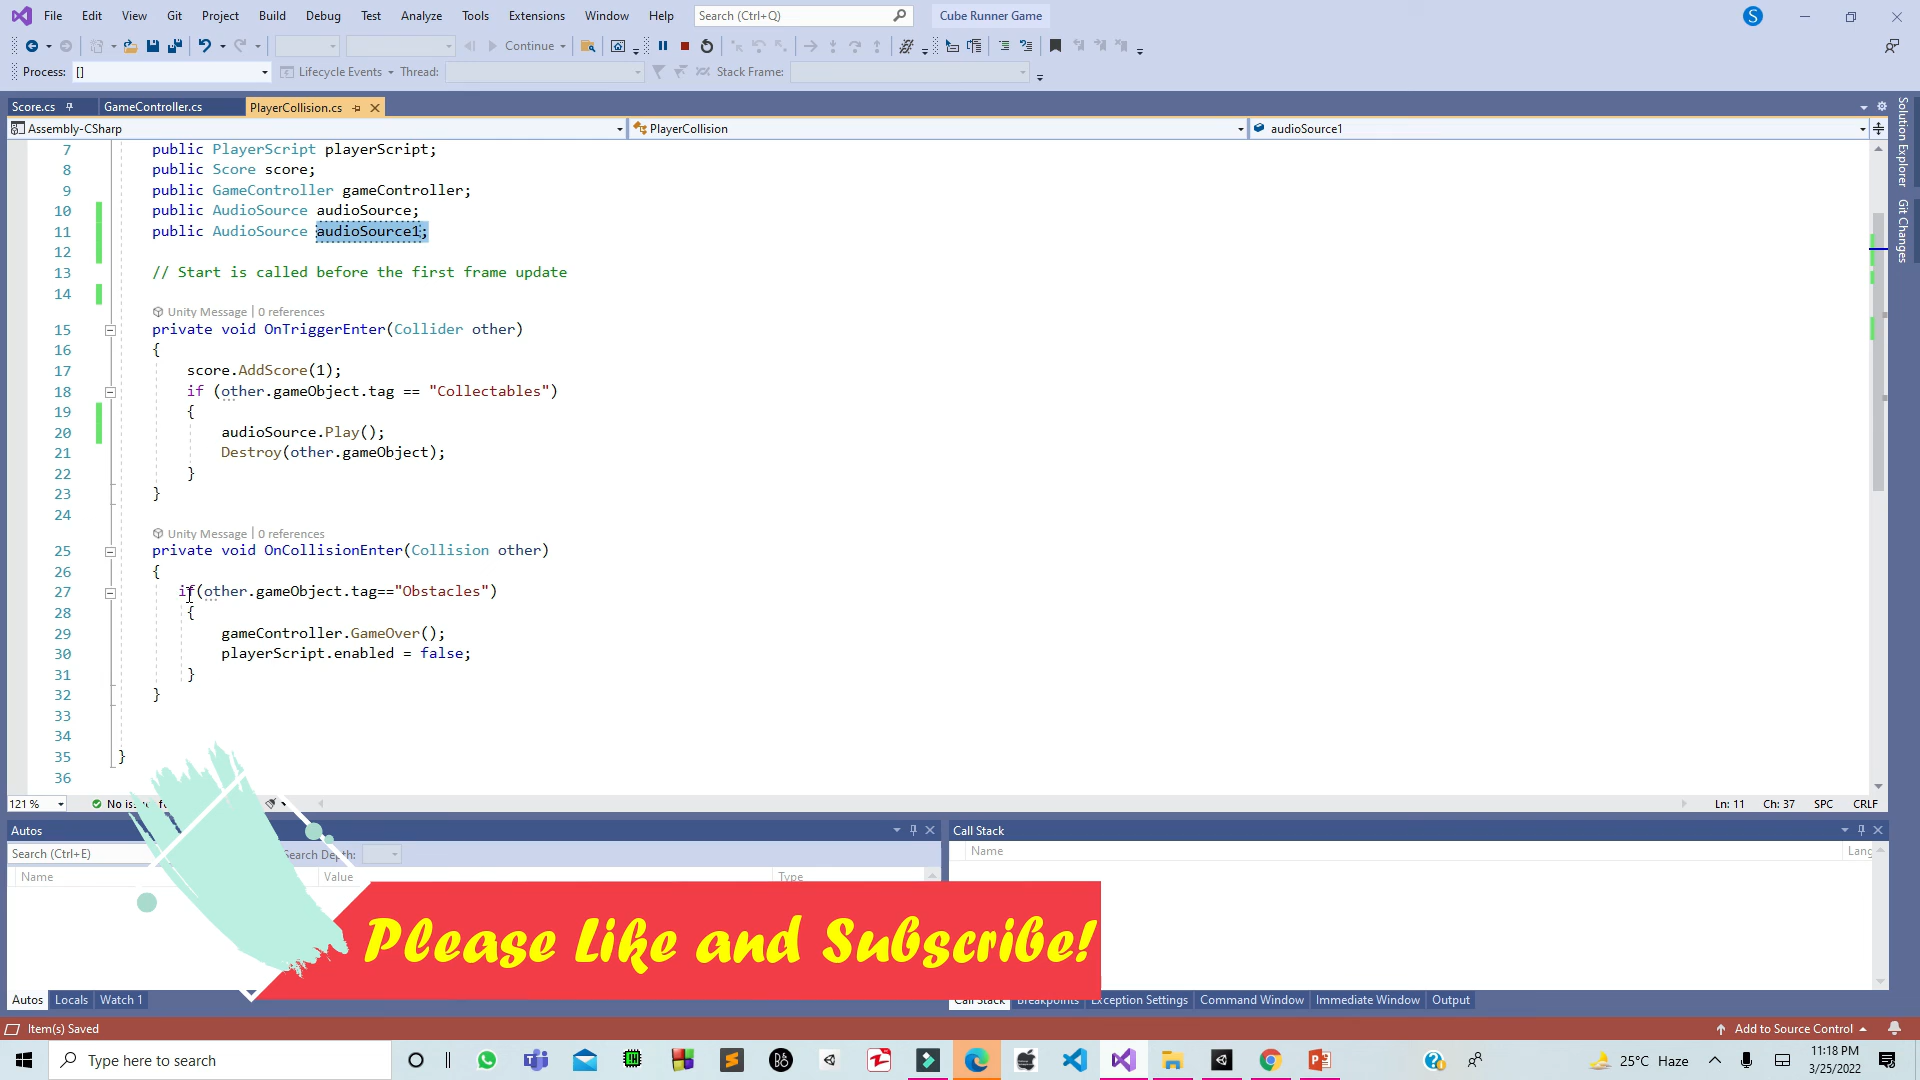 File Edit View Git Project Build Debug Test Analyze Tools Extensions Window Help Search (Ctrl+Q) Cube Runner Game S
Continue
Process: [] Lifecycle Events Thread: Stack Frame:
Score.cs GameController.cs PlayerCollision.cs
Assembly-CSharp PlayerCollision audioSource1
7 public PlayerScript playerScript;
8 public Score score;
9 public GameController gameController;
10 public AudioSource audioSource;
11 public AudioSource audioSource1;
12
13 // Start is called before the first frame update
14
Unity Message | 0 references
15 private void OnTriggerEnter(Collider other)
16 {
17 score.AddScore(1);
18 if (other.gameObject.tag == "Collectables")
19 {
20 audioSource.Play();
21 Destroy(other.gameObject);
22 }
23 }
24
Unity Message | 0 references
25 private void OnCollisionEnter(Collision other)
26 {
27 if(other.gameObject.tag=="Obstacles")
28 {
29 gameController.GameOver();
30 playerScript.enabled = false;
31 }
32 }
33
34
35 }
36
Solution Explorer
Git Changes
121 % Ln: 11 Ch: 37 SPC CRLF
Autos Call Stack
Search (Ctrl+E) Search Depth: Name Lang
Name Value Type
Please Like and Subscribe!
Autos Locals Watch 1 Call Stack Breakpoints Exception Settings Command Window Immediate Window Output
Item(s) Saved Add to Source Control
Type here to search 25°C Haze 11:18 PM
3/25/2022